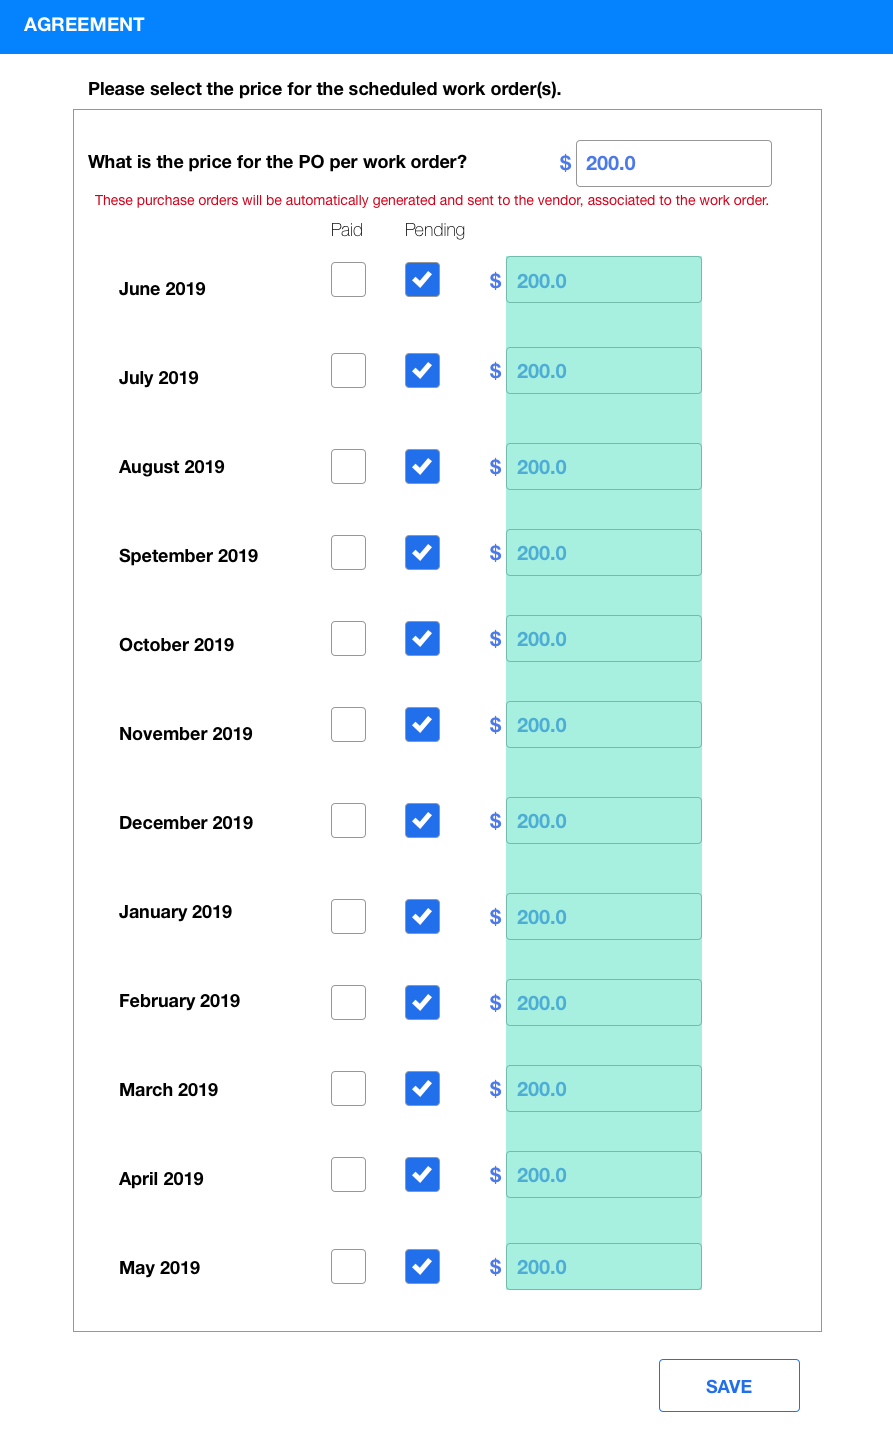 AGREEMENT
Please select the price for the scheduled work order(s).
What is the price for the PO per work order? $ 200.0
These purchase orders will be automatically generated and sent to the vendor, associated to the work order.
Paid Pending
June 2019 $ 200.0
July 2019 $ 200.0
August 2019 $ 200.0
Spetember 2019 $ 200.0
October 2019 $ 200.0
November 2019 $ 200.0
December 2019 $ 200.0
January 2019 $ 200.0
February 2019 $ 200.0
March 2019 $ 200.0
April 2019 $ 200.0
May 2019 $ 200.0
SAVE